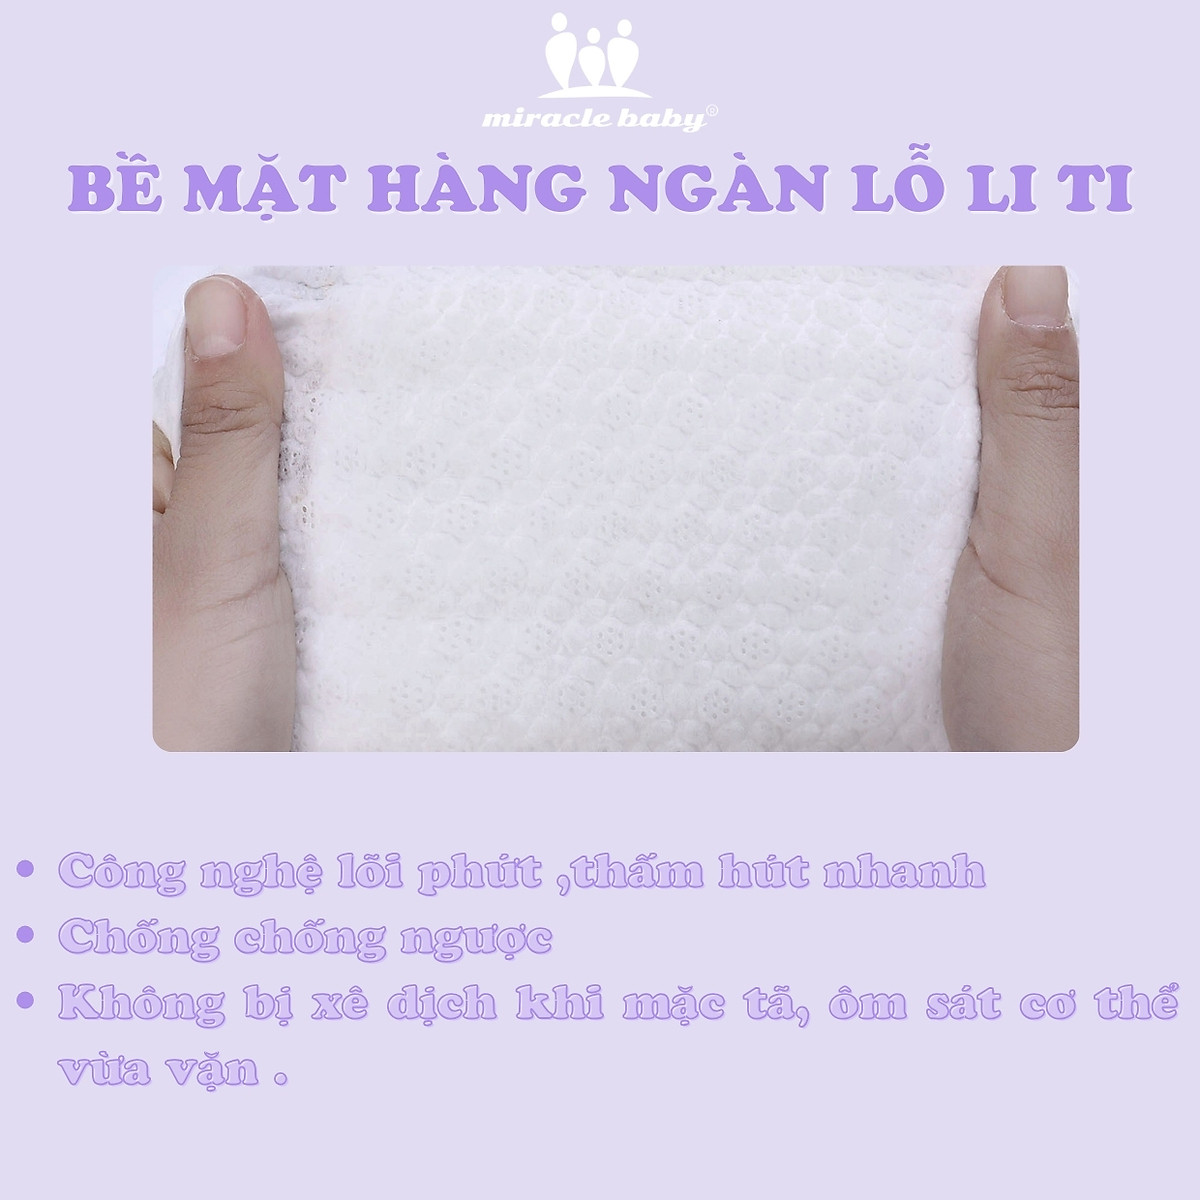 miracle baby®
BỀ MẶT HÀNG NGÀN LỖ LI TI
• Công nghệ lõi phứt ,thấm hút nhanh
• Chống chống ngược
• Không bị xê dịch khi mặc tã, ôm sát cơ thể
vừa vặn .